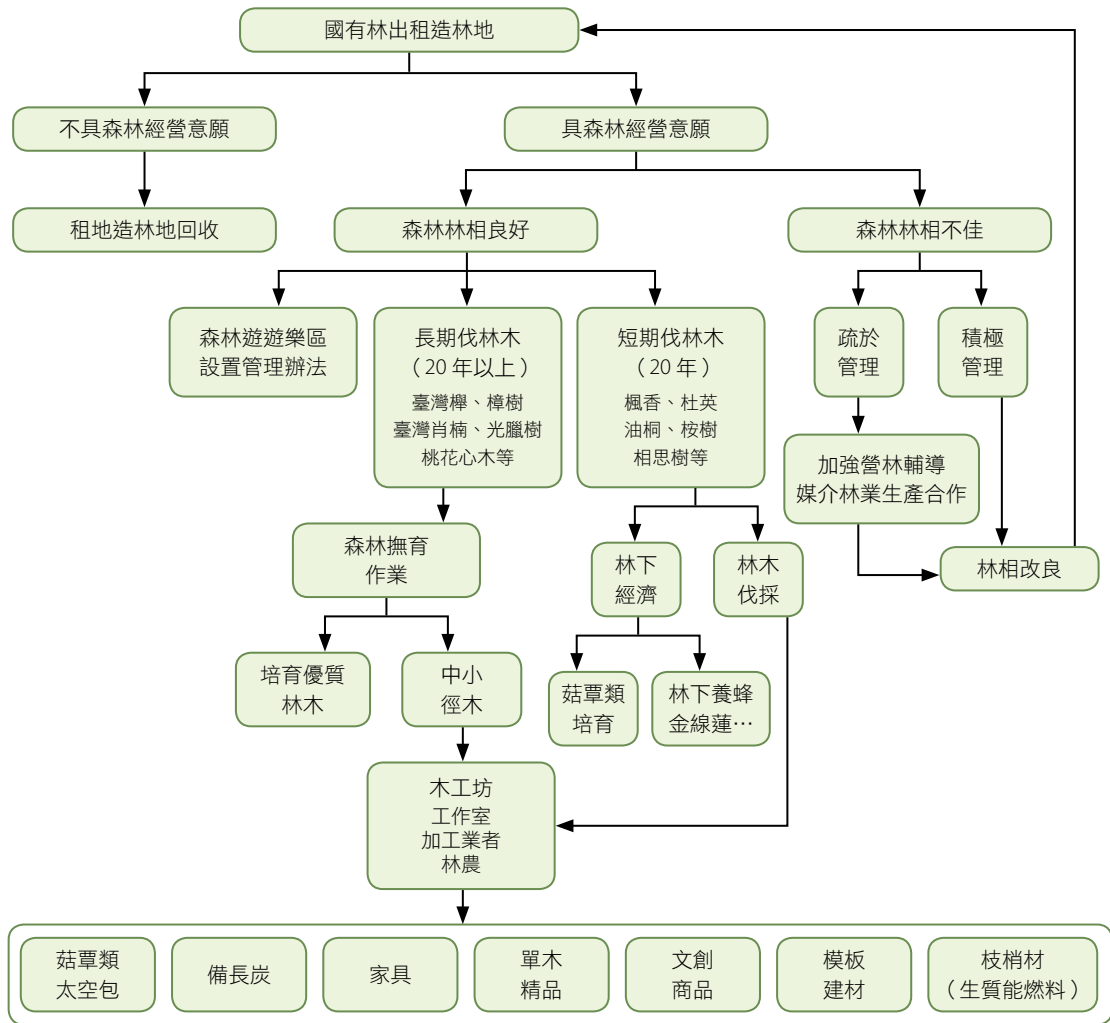 國有林出租造林地
不具森林經營意願
具森林經營意願
租地造林地回收
森林林相良好
森林林相不佳
森林遊遊樂區
設置管理辦法
長期伐林木
（20 年以上）
臺灣櫸、樟樹
臺灣肖楠、光臘樹
桃花心木等
短期伐林木
（20 年）
楓香、杜英
油桐、桉樹
相思樹等
疏於
管理
積極
管理
加強營林輔導
媒介林業生產合作
森林撫育
作業
林下
經濟
林木
伐採
林相改良
培育優質
林木
中小
徑木
菇蕈類
培育
林下養蜂
金線蓮…
木工坊
工作室
加工業者
林農
菇蕈類
太空包
備長炭
家具
單木
精品
文創
商品
模板
建材
枝梢材
（生質能燃料）